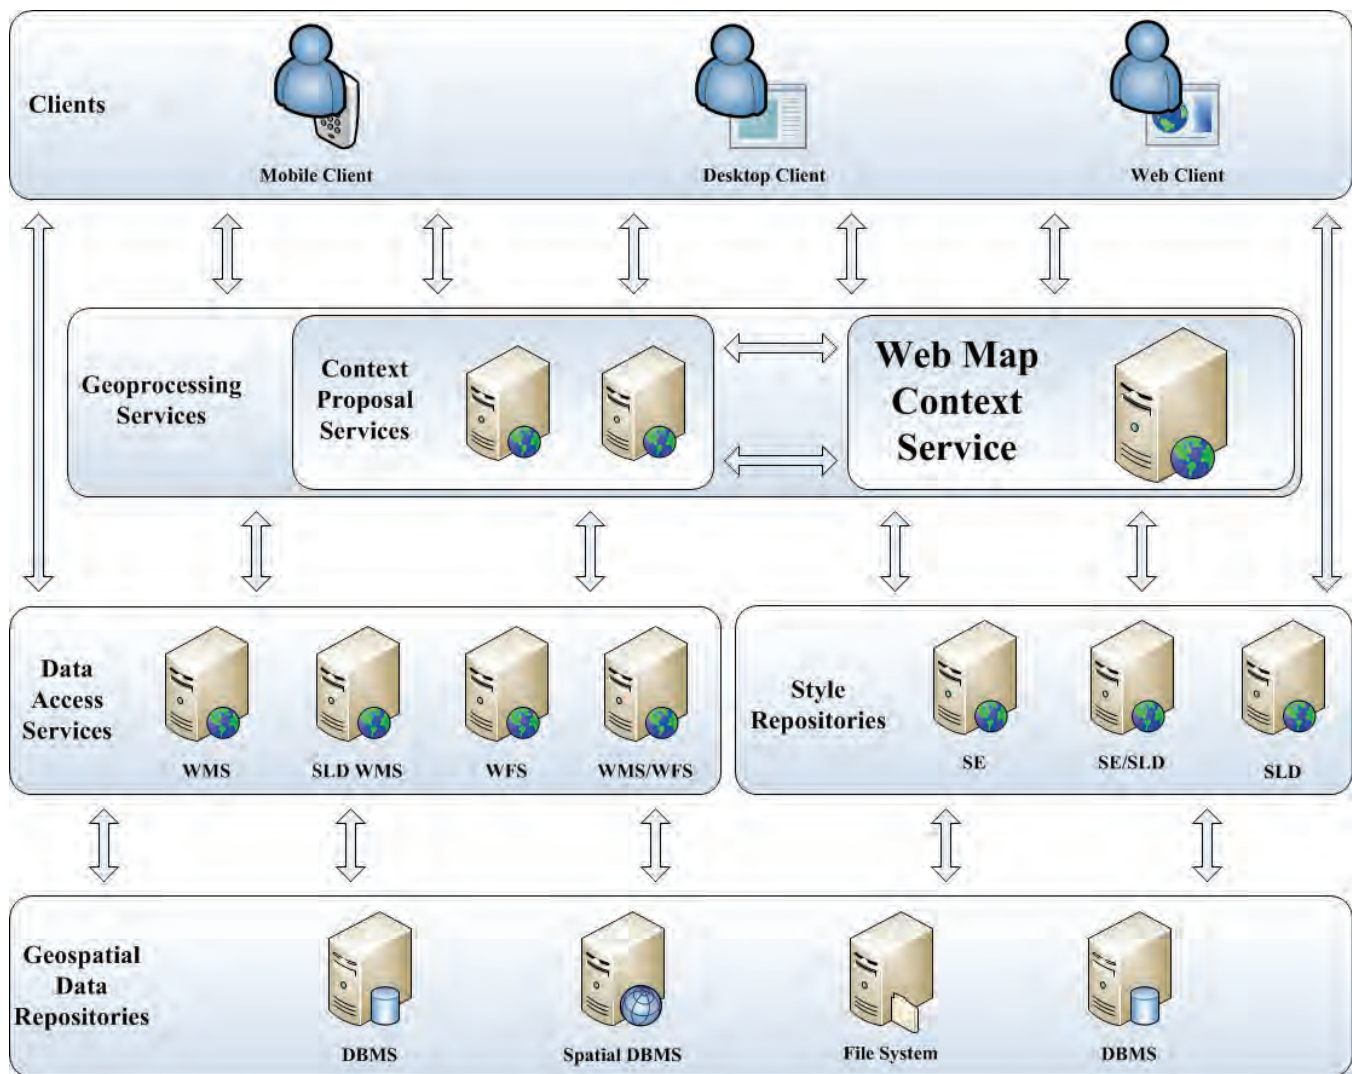 Clients
Mobile Client
Desktop Client
Web Client
Geoprocessing
Services
Context
Proposal
Services
Web Map
Context
Service
Data
Access
Services
WMS
SLD WMS
WFS
WMS/WFS
Style
Repositories
SE
SE/SLD
SLD
Geospatial
Data
Repositories
DBMS
Spatial DBMS
File System
DBMS